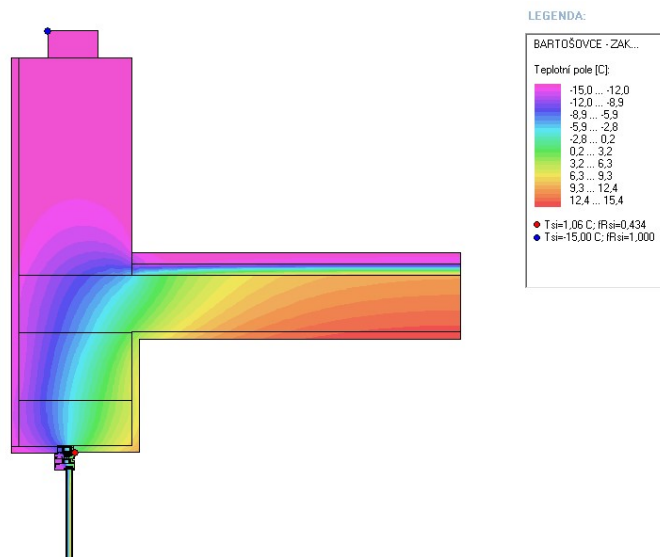 LEGENDA:
BARTOŠOVCE - ZAK...
Teplotní pole [C]:
-15,0 ... -12,0
-12,0 ... -8,9
-8,9 ... -5,9
-5,9 ... -2,8
-2,8 ... 0,2
0,2 ... 3,2
3,2 ... 6,3
6,3 ... 9,3
9,3 ... 12,4
12,4 ... 15,4
Tsi=1,06 C; fRsi=0,434
Tsi=-15,00 C; fRsi=1,000